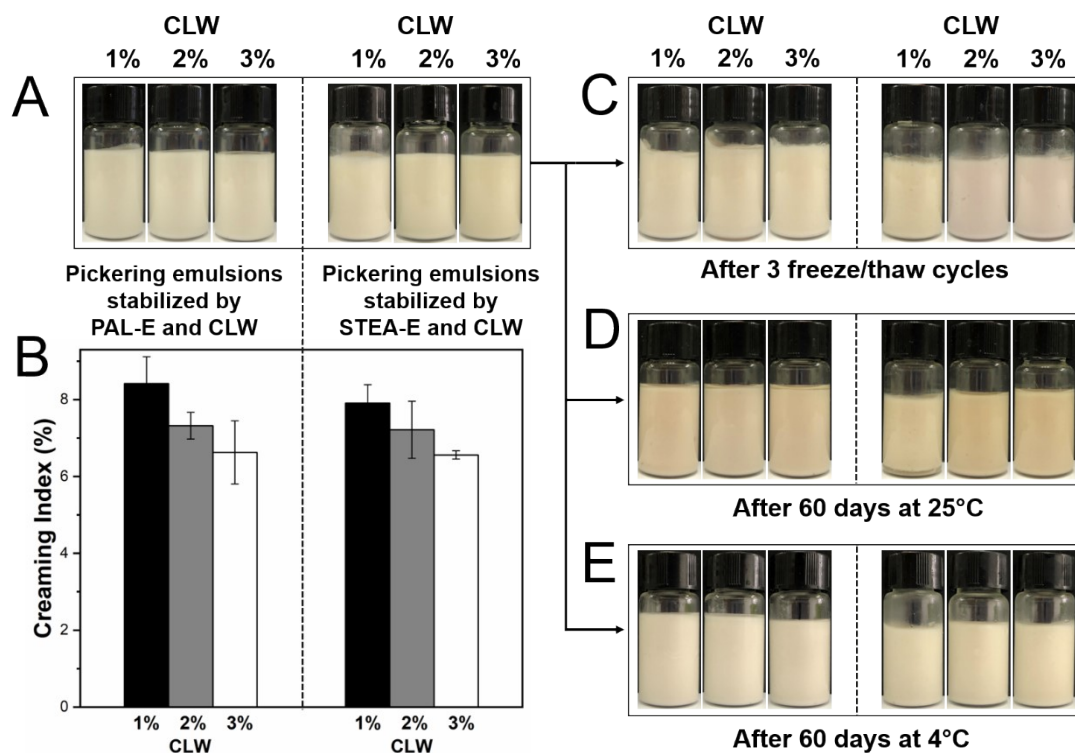 CLW
1% 2% 3%
CLW
1% 2% 3%
A
Pickering emulsions
stabilized by
PAL-E and CLW
Pickering emulsions
stabilized by
STEA-E and CLW
B
Creaming Index (%)
8
6
4
2
0
1% 2% 3%
CLW
1% 2% 3%
CLW
CLW
1% 2% 3%
CLW
1% 2% 3%
C
After 3 freeze/thaw cycles
D
After 60 days at 25°C
E
After 60 days at 4°C